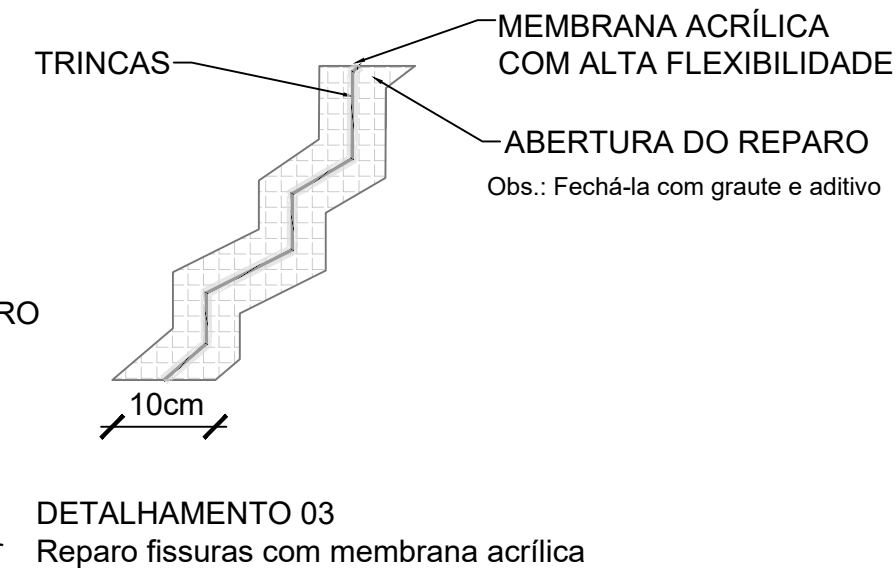 MEMBRANA ACRÍLICA
COM ALTA FLEXIBILIDADE
TRINCAS
ABERTURA DO REPARO
Obs.: Fechá-la com graute e aditivo
RO
10cm
DETALHAMENTO 03
Reparo fissuras com membrana acrílica